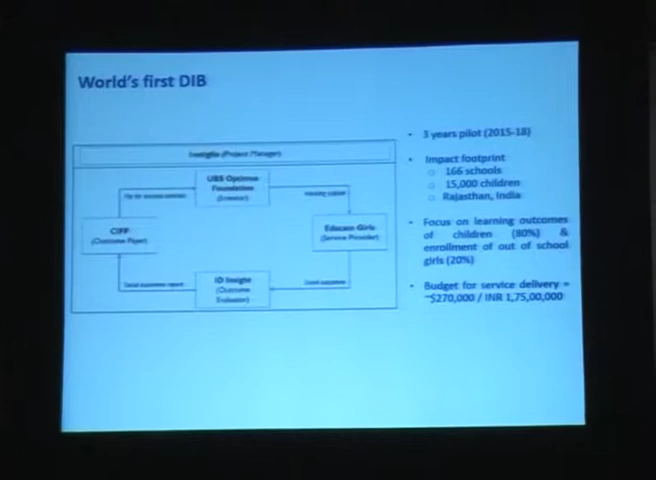 World's first DIB
Instiglio (Project Manager)
UBS Optimus
Foundation
(Investor)
CIFF
(Outcome Payer)
Educate Girls
(Service Provider)
ID Insight
(Outcome
Evaluator)
• 3 years pilot (2015-18)
• Impact footprint
○ 166 schools
○ 15,000 children
○ Rajasthan, India
• Focus on learning outcomes
of children (80%) &
enrollment of out of school
girls (20%)
• Budget for service delivery =
~$270,000 / INR 1,75,00,000